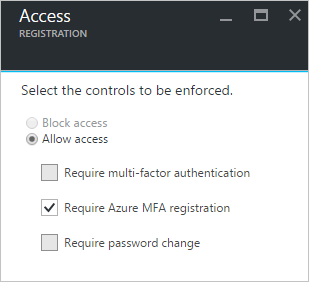 Access
REGISTRATION
Select the controls to be enforced.
Block access
Allow access
Require multi-factor authentication
Require Azure MFA registration
Require password change